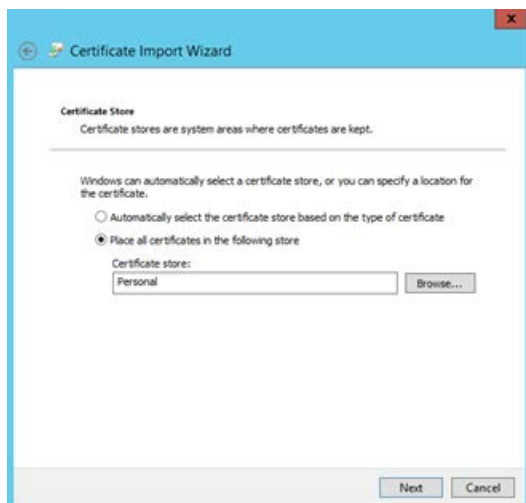 x
Certificate Import Wizard
Certificate Store
Certificate stores are system areas where certificates are kept.
Windows can automatically select a certificate store, or you can specify a location for
the certificate.
Automatically select the certificate store based on the type of certificate
Place all certificates in the following store
Certificate store:
Personal
Browse...
Next
Cancel